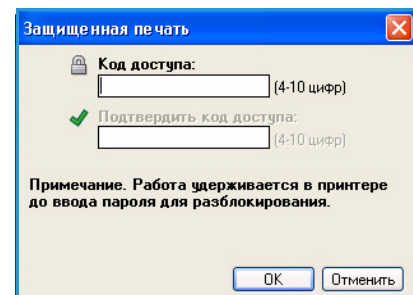 Защищенная печать
Код доступа:
(4-10 цифр)
Подтвердить код доступа:
(4-10 цифр)
Примечание. Работа удерживается в принтере
до ввода пароля для разблокирования.
OK Отменить